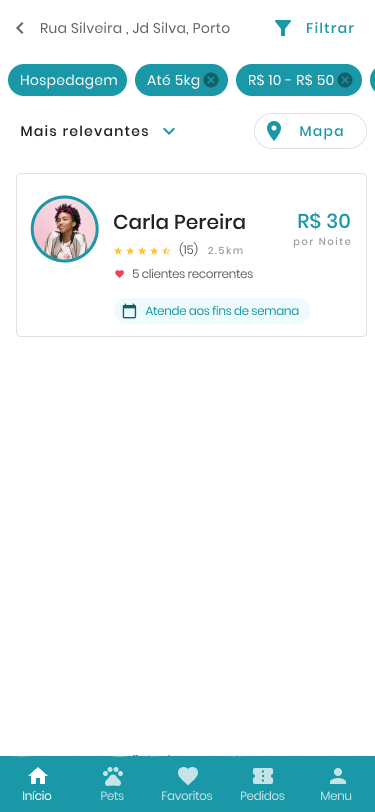 Rua Silveira , Jd Silva, Porto
Filtrar
Hospedagem
Até 5kg
R$ 10 - R$ 50
Mais relevantes
Mapa
Carla Pereira
R$ 30
por Noite
(15) 2.5km
5 clientes recorrentes
Atende aos fins de semana
Início
Pets
Favoritos
Pedidos
Menu